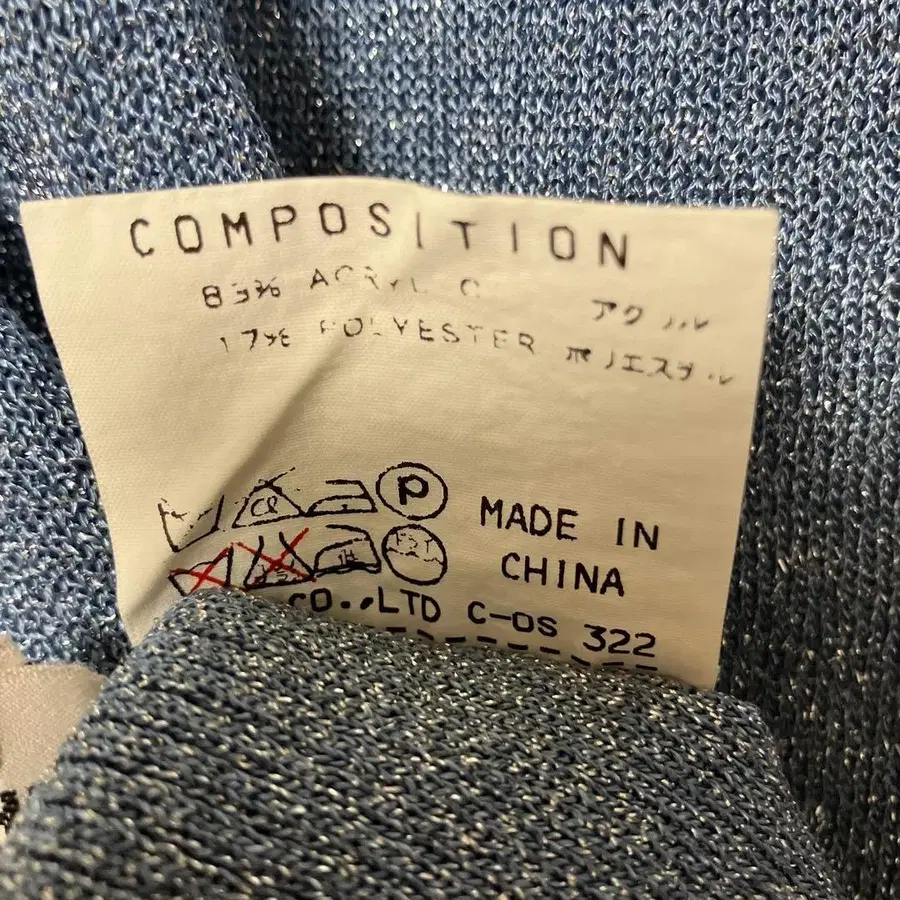 COMPOSITION
83% ACRYLIC アクリル
17% POLYESTER ポリエステル
Cℓ P
MADE IN
CHINA
CO.,LTD C-OS 322